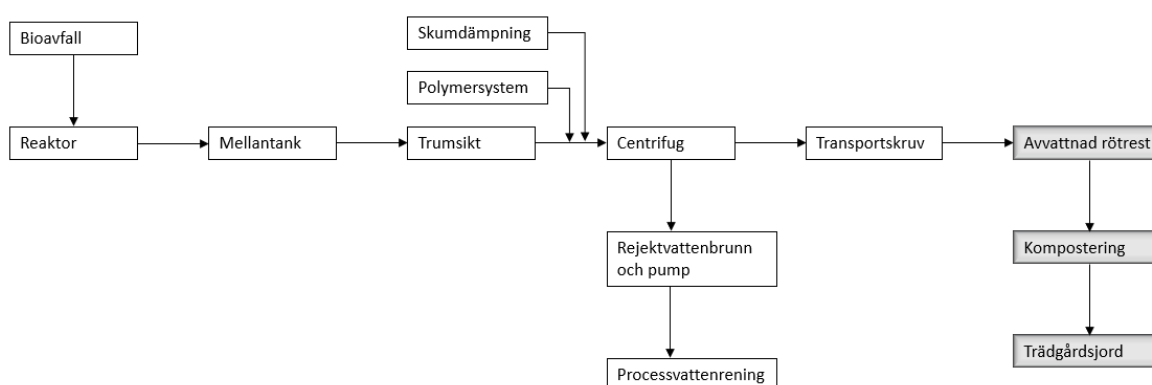 Bioavfall
Skumdämpning
Polymersystem
Reaktor
Mellantank
Trumsikt
Centrifug
Transportskruv
Avvattnad rötrest
Rejektvattenbrunn
och pump
Kompostering
Processvattenrening
Trädgårdsjord